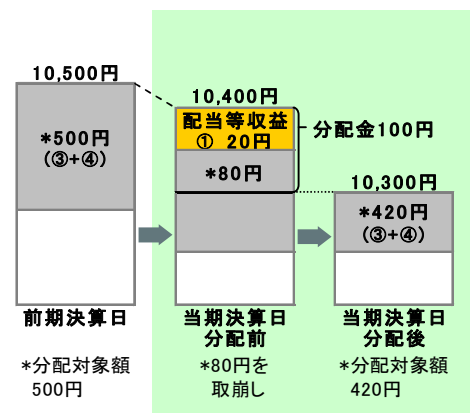 10,500円
*500円
(③+④)
前期決算日
*分配対象額
500円
10,400円
配当等収益
① 20円
*80円
分配金100円
当期決算日
分配前
*80円を
取崩し
10,300円
*420円
(③+④)
当期決算日
分配後
*分配対象額
420円